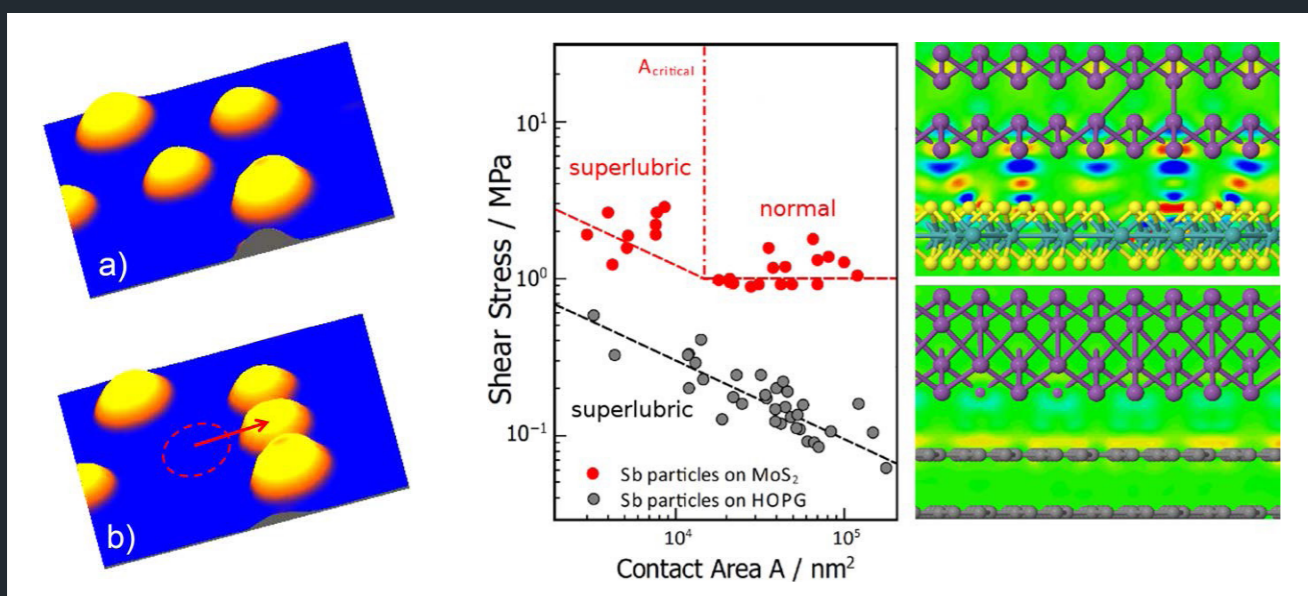 a)
b)
Shear Stress / MPa
10¹
10⁰
10⁻¹
A_critical
superlubric
normal
superlubric
Sb particles on MoS₂
Sb particles on HOPG
10⁴
10⁵
Contact Area A / nm²